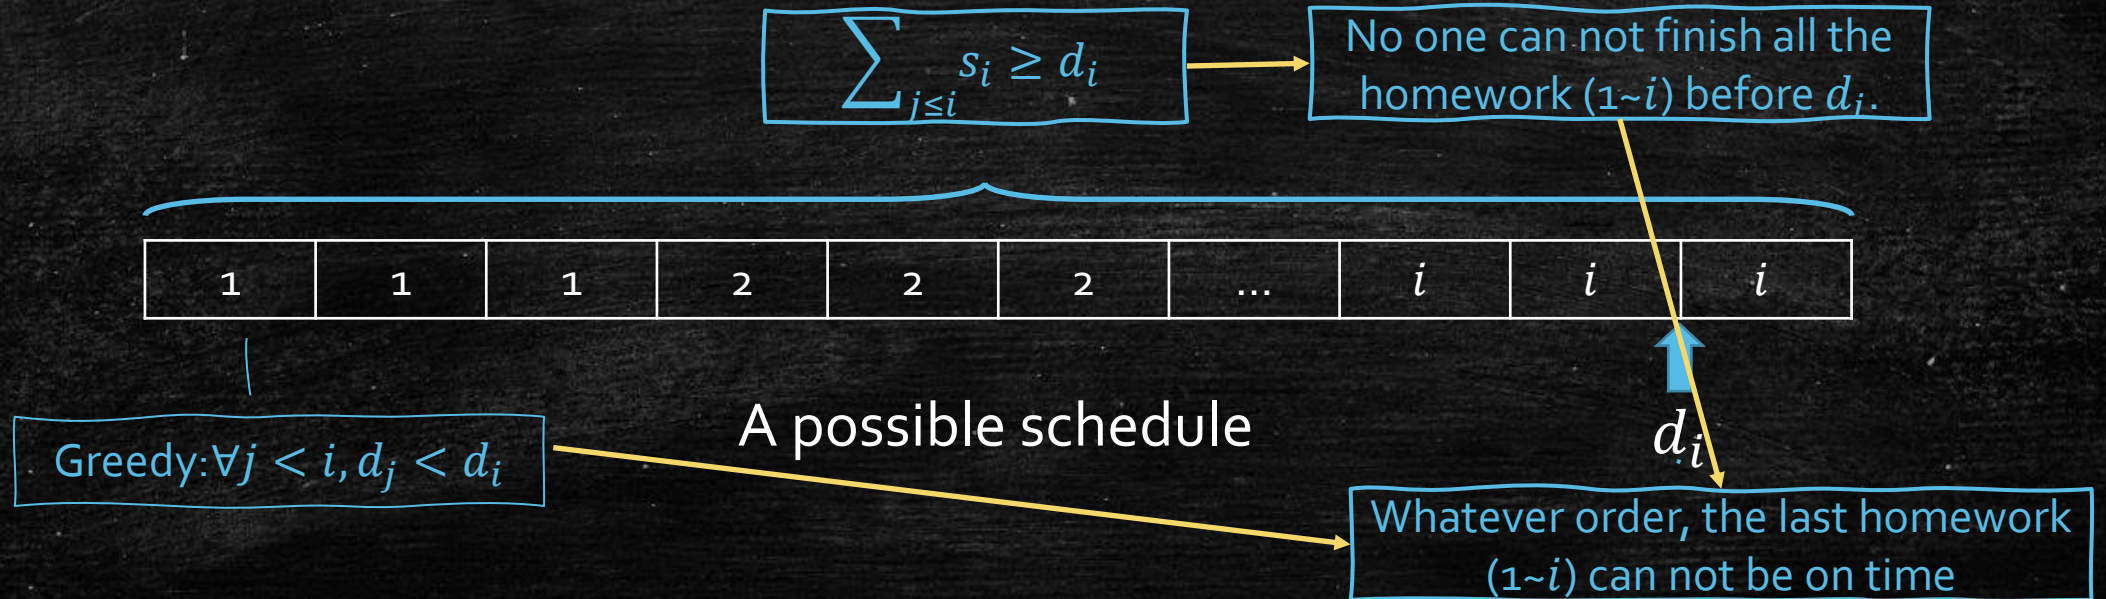 ∑_{j≤i} s_i ≥ d_i
No one can not finish all the
homework (1~i) before d_i.
1 1 1 2 2 2 ... i i i
Greedy:∀j < i, d_j < d_i
A possible schedule
d_i
Whatever order, the last homework
(1~i) can not be on time